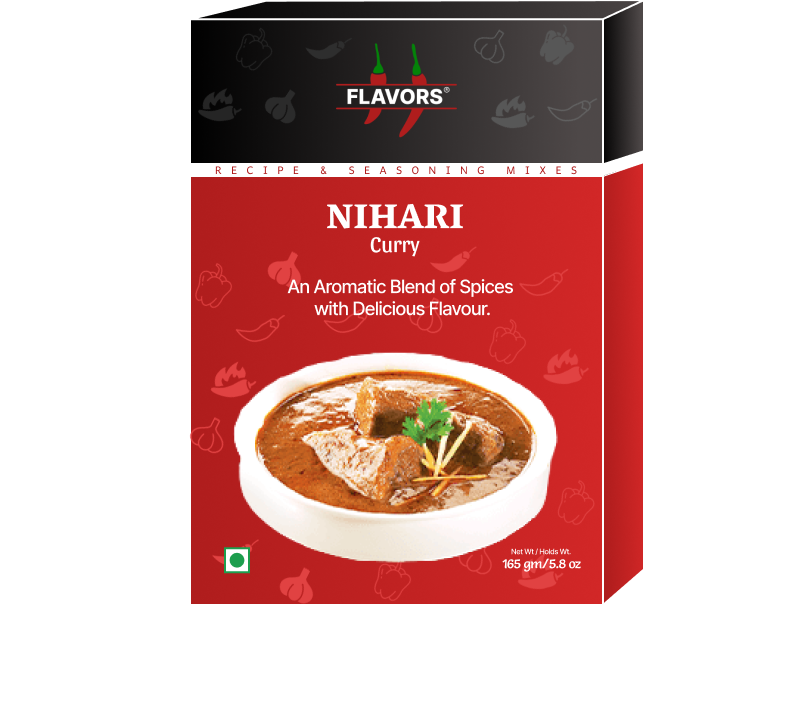 FLAVORS®
RECIPE & SEASONING MIXES
NIHARI
Curry
An Aromatic Blend of Spices
with Delicious Flavour.
Net Wt / Holds Wt.
165 gm/5.8 oz